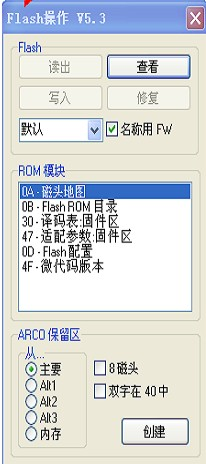 Flash操作 V5.3
Flash
读出
查看
写入
修复
默认
名称用 FW
ROM 模块
0A - 磁头地图
0B - Flash ROM 目录
30 - 译码表:固件区
47 - 适配参数:固件区
0D - Flash 配置
4F - 微代码版本
ARCO 保留区
从...
主要
8 磁头
Alt1
双字在 40 中
Alt2
Alt3
内存
创建